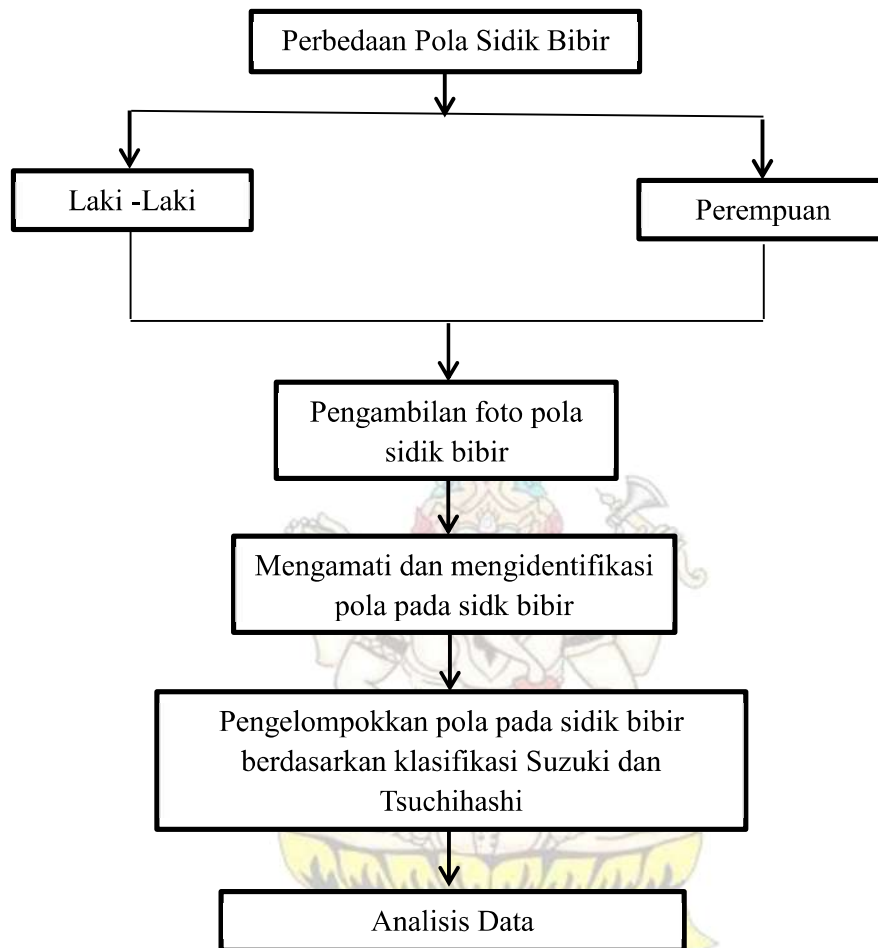 Perbedaan Pola Sidik Bibir
Laki -Laki
Perempuan
Pengambilan foto pola
sidik bibir
Mengamati dan mengidentifikasi
pola pada sidk bibir
Pengelompokkan pola pada sidik bibir
berdasarkan klasifikasi Suzuki dan
Tsuchihashi
Analisis Data